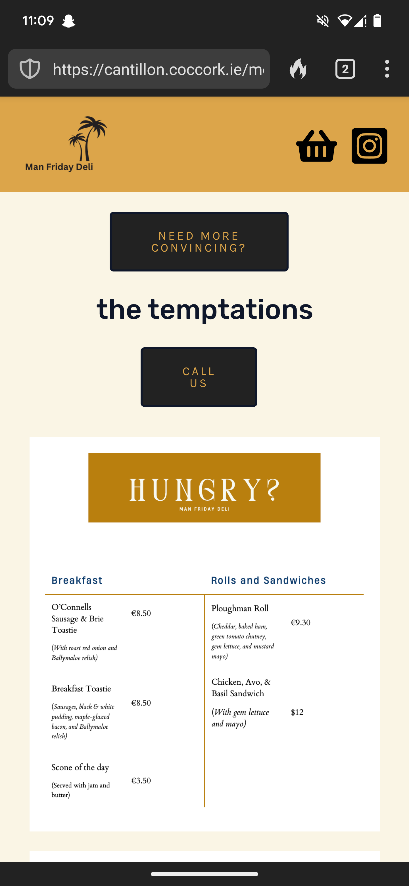 11:09
2
https://cantillon.coccork.ie/m
Man Friday Deli
NEED MORE
CONVINCING?
the temptations
CALL
US
HUNGRY?
MAN FRIDAY DELI
Breakfast
O'Connells
Sausage & Brie
Toastie
€8.50
(With roast red onion and
Ballymaloe relish)
Breakfast Toastie
€8.50
(Sausages, black & white
pudding, maple-glazed
bacon, and Ballymaloe
relish)
Scone of the day
€3.50
(Served with jam and
butter)
Rolls and Sandwiches
Ploughman Roll
€9.30
(Cheddar, baked ham,
green tomato chutney,
gem lettuce, and mustard
mayo)
Chicken, Avo, &
Basil Sandwich
$12
(With gem lettuce
and mayo)